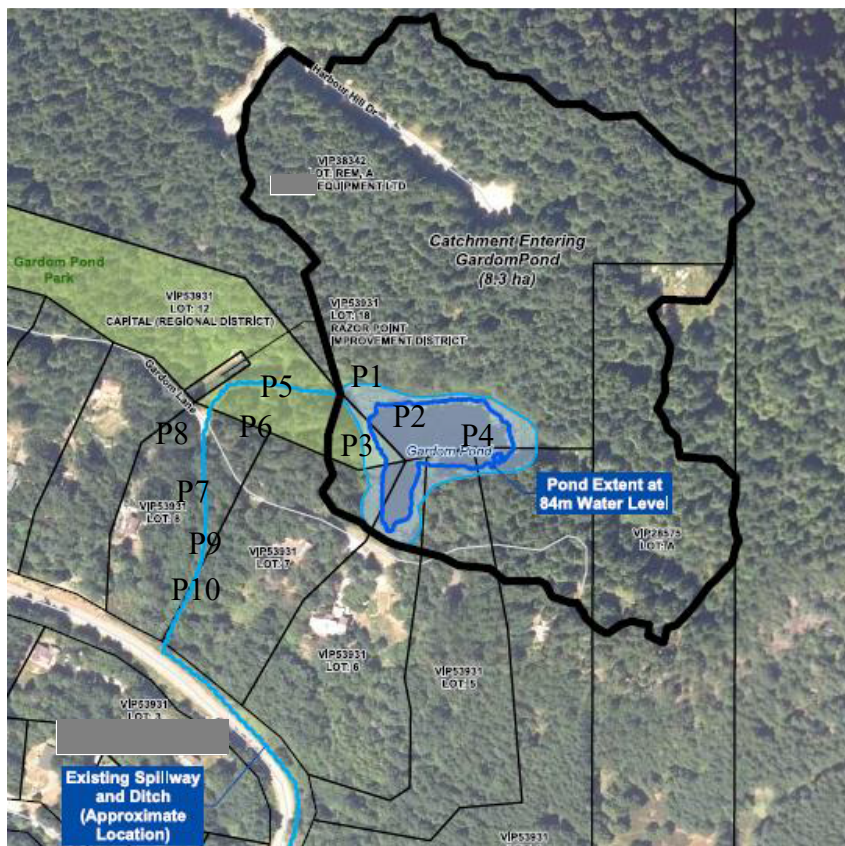 Harbour Hill Dr
VIP38342
OT: REM, A
EQUIPMENT LTD
Catchment Entering
GardomPond
(8.3 ha)
Gardom Pond
Park
VIP53931
LOT: 12
CAPITAL (REGIONAL DISTRICT)
VIP53931
LOT: 18
RAZOR POINT
IMPROVEMENT DISTRICT
Gardom Lane
P1
P5
P2
P6
P8
P3
P4
Gardom Pond
Pond Extent at
84m Water Level
P7
VIP53931
LOT: 8
VIP28575
LOT: A
P9
VIP53931
LOT: 7
P10
VIP53931
LOT: 6
VIP53931
LOT: 5
VIP53931
LOT: 3
Existing Spillway
and Ditch
(Approximate
Location)
VIP53931